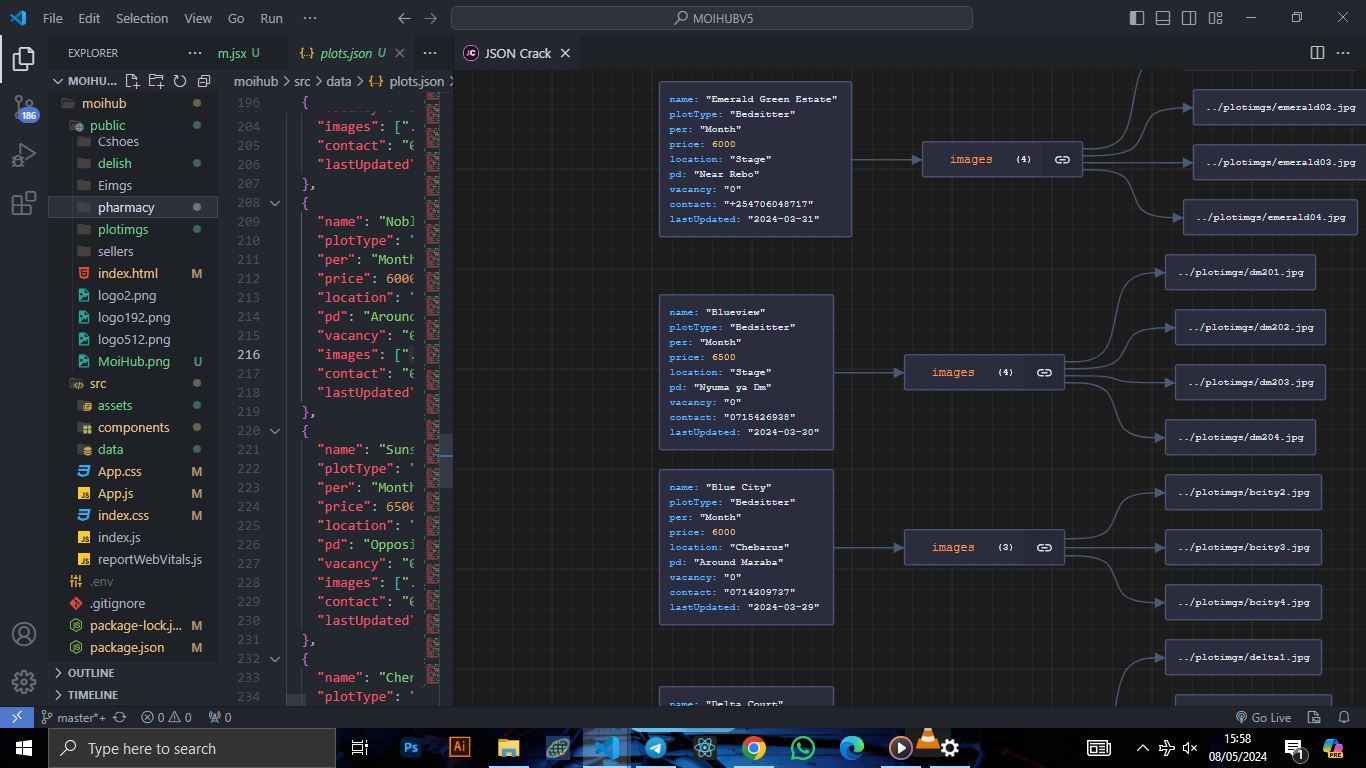 File Edit Selection View Go Run ··· MOIHUBV5
EXPLORER ···
m.jsx U
plots.json U
JSON Crack
MOIHU...
moihub
public
Cshoes
delish
Eimgs
pharmacy
plotimgs
sellers
index.html M
logo2.png
logo192.png
logo512.png
MoiHub.png U
src
assets
components
data
App.css M
App.js M
index.css M
index.js
reportWebVitals.js
.env
.gitignore
package-lock.j... M
package.json M
OUTLINE
TIMELINE
186
moihub > src > data > {..} plots.json >
196 {
204 "images": [".
205 "contact": "0
206 "lastUpdated"
207 },
208 {
209 "name": "Nobl
210 "plotType": "
211 "per": "Month
212 "price": 6000
213 "location": "
214 "pd": "Around
215 "vacancy": "0
216 "images": [".
217 "contact": "0
218 "lastUpdated"
219 },
220 {
221 "name": "Suns
222 "plotType": "
223 "per": "Month
224 "price": 6500
225 "location": "
226 "pd": "Opposi
227 "vacancy": "0
228 "images": [".
229 "contact": "0
230 "lastUpdated"
231 },
232 {
233 "name": "Cher
234 "plotType": "
name: "Emerald Green Estate"
plotType: "Bedsitter"
per: "Month"
price: 6000
location: "Stage"
pd: "Near Rebo"
vacancy: "0"
contact: "+254706048717"
lastUpdated: "2024-03-31"
images (4)
../plotimgs/emerald02.jpg
../plotimgs/emerald03.jpg
../plotimgs/emerald04.jpg
name: "Blueview"
plotType: "Bedsitter"
per: "Month"
price: 6500
location: "Stage"
pd: "Nyuma ya Dm"
vacancy: "0"
contact: "0715426938"
lastUpdated: "2024-03-30"
images (4)
../plotimgs/dm201.jpg
../plotimgs/dm202.jpg
../plotimgs/dm203.jpg
../plotimgs/dm204.jpg
name: "Blue City"
plotType: "Bedsitter"
per: "Month"
price: 6000
location: "Chebarus"
pd: "Around Maraba"
vacancy: "0"
contact: "0714209737"
lastUpdated: "2024-03-29"
images (3)
../plotimgs/bcity2.jpg
../plotimgs/bcity3.jpg
../plotimgs/bcity4.jpg
../plotimgs/delta1.jpg
name: "Delta Court"
master*+ 0 0 0 Go Live
Type here to search
Ps Ai
15:58
08/05/2024
1
PRE